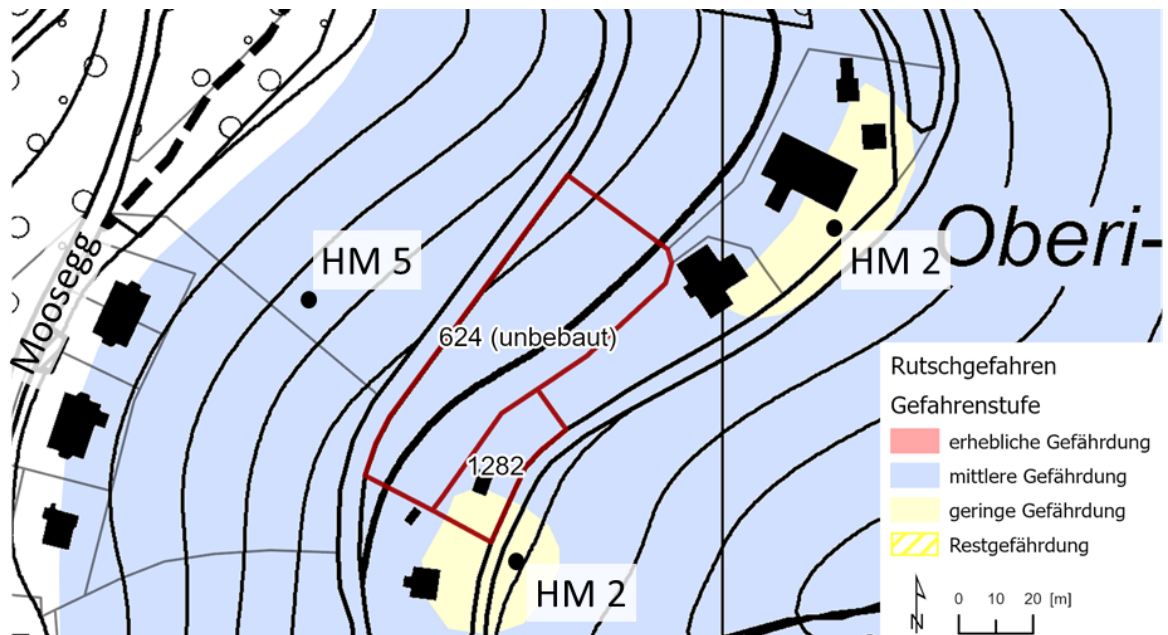 Moosegg
HM 5
HM 2
Oberi-
624 (unbebaut)
1282
HM 2
Rutschgefahren
Gefahrenstufe
erhebliche Gefährdung
mittlere Gefährdung
geringe Gefährdung
Restgefährdung
N
0 10 20 [m]